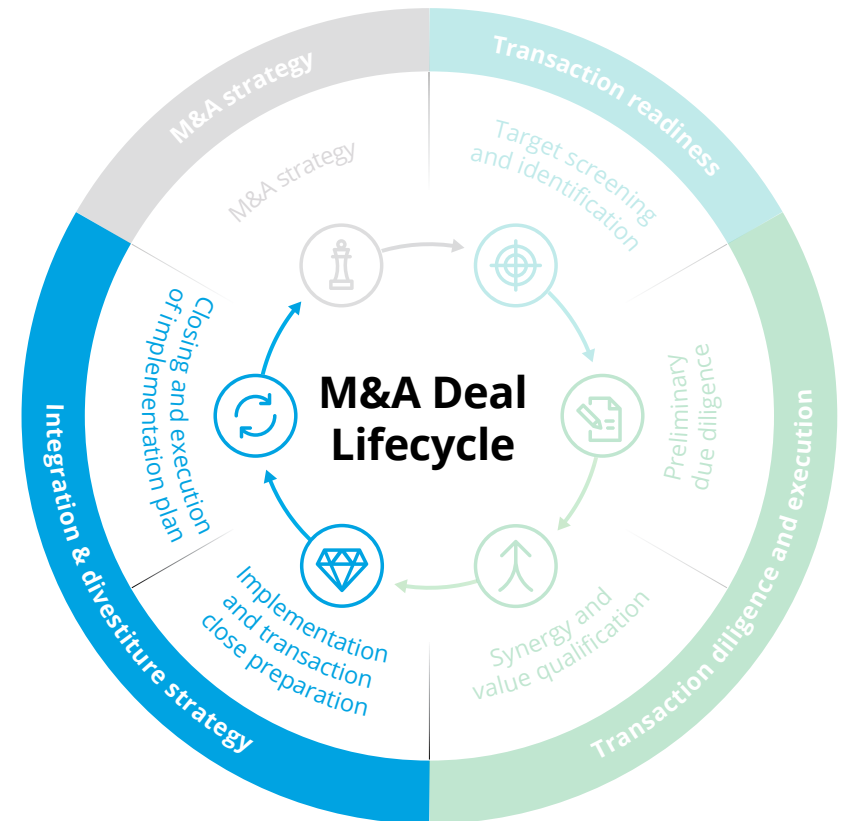 M&A strategy
Transaction readiness
M&A strategy
Target screening
and identification
Preliminary
due diligence
Transaction diligence and execution
M&A Deal
Lifecycle
Closing and execution
of implementation plan
Integration & divestiture strategy
Implementation
and transaction
close preparation
Synergy and
value qualification